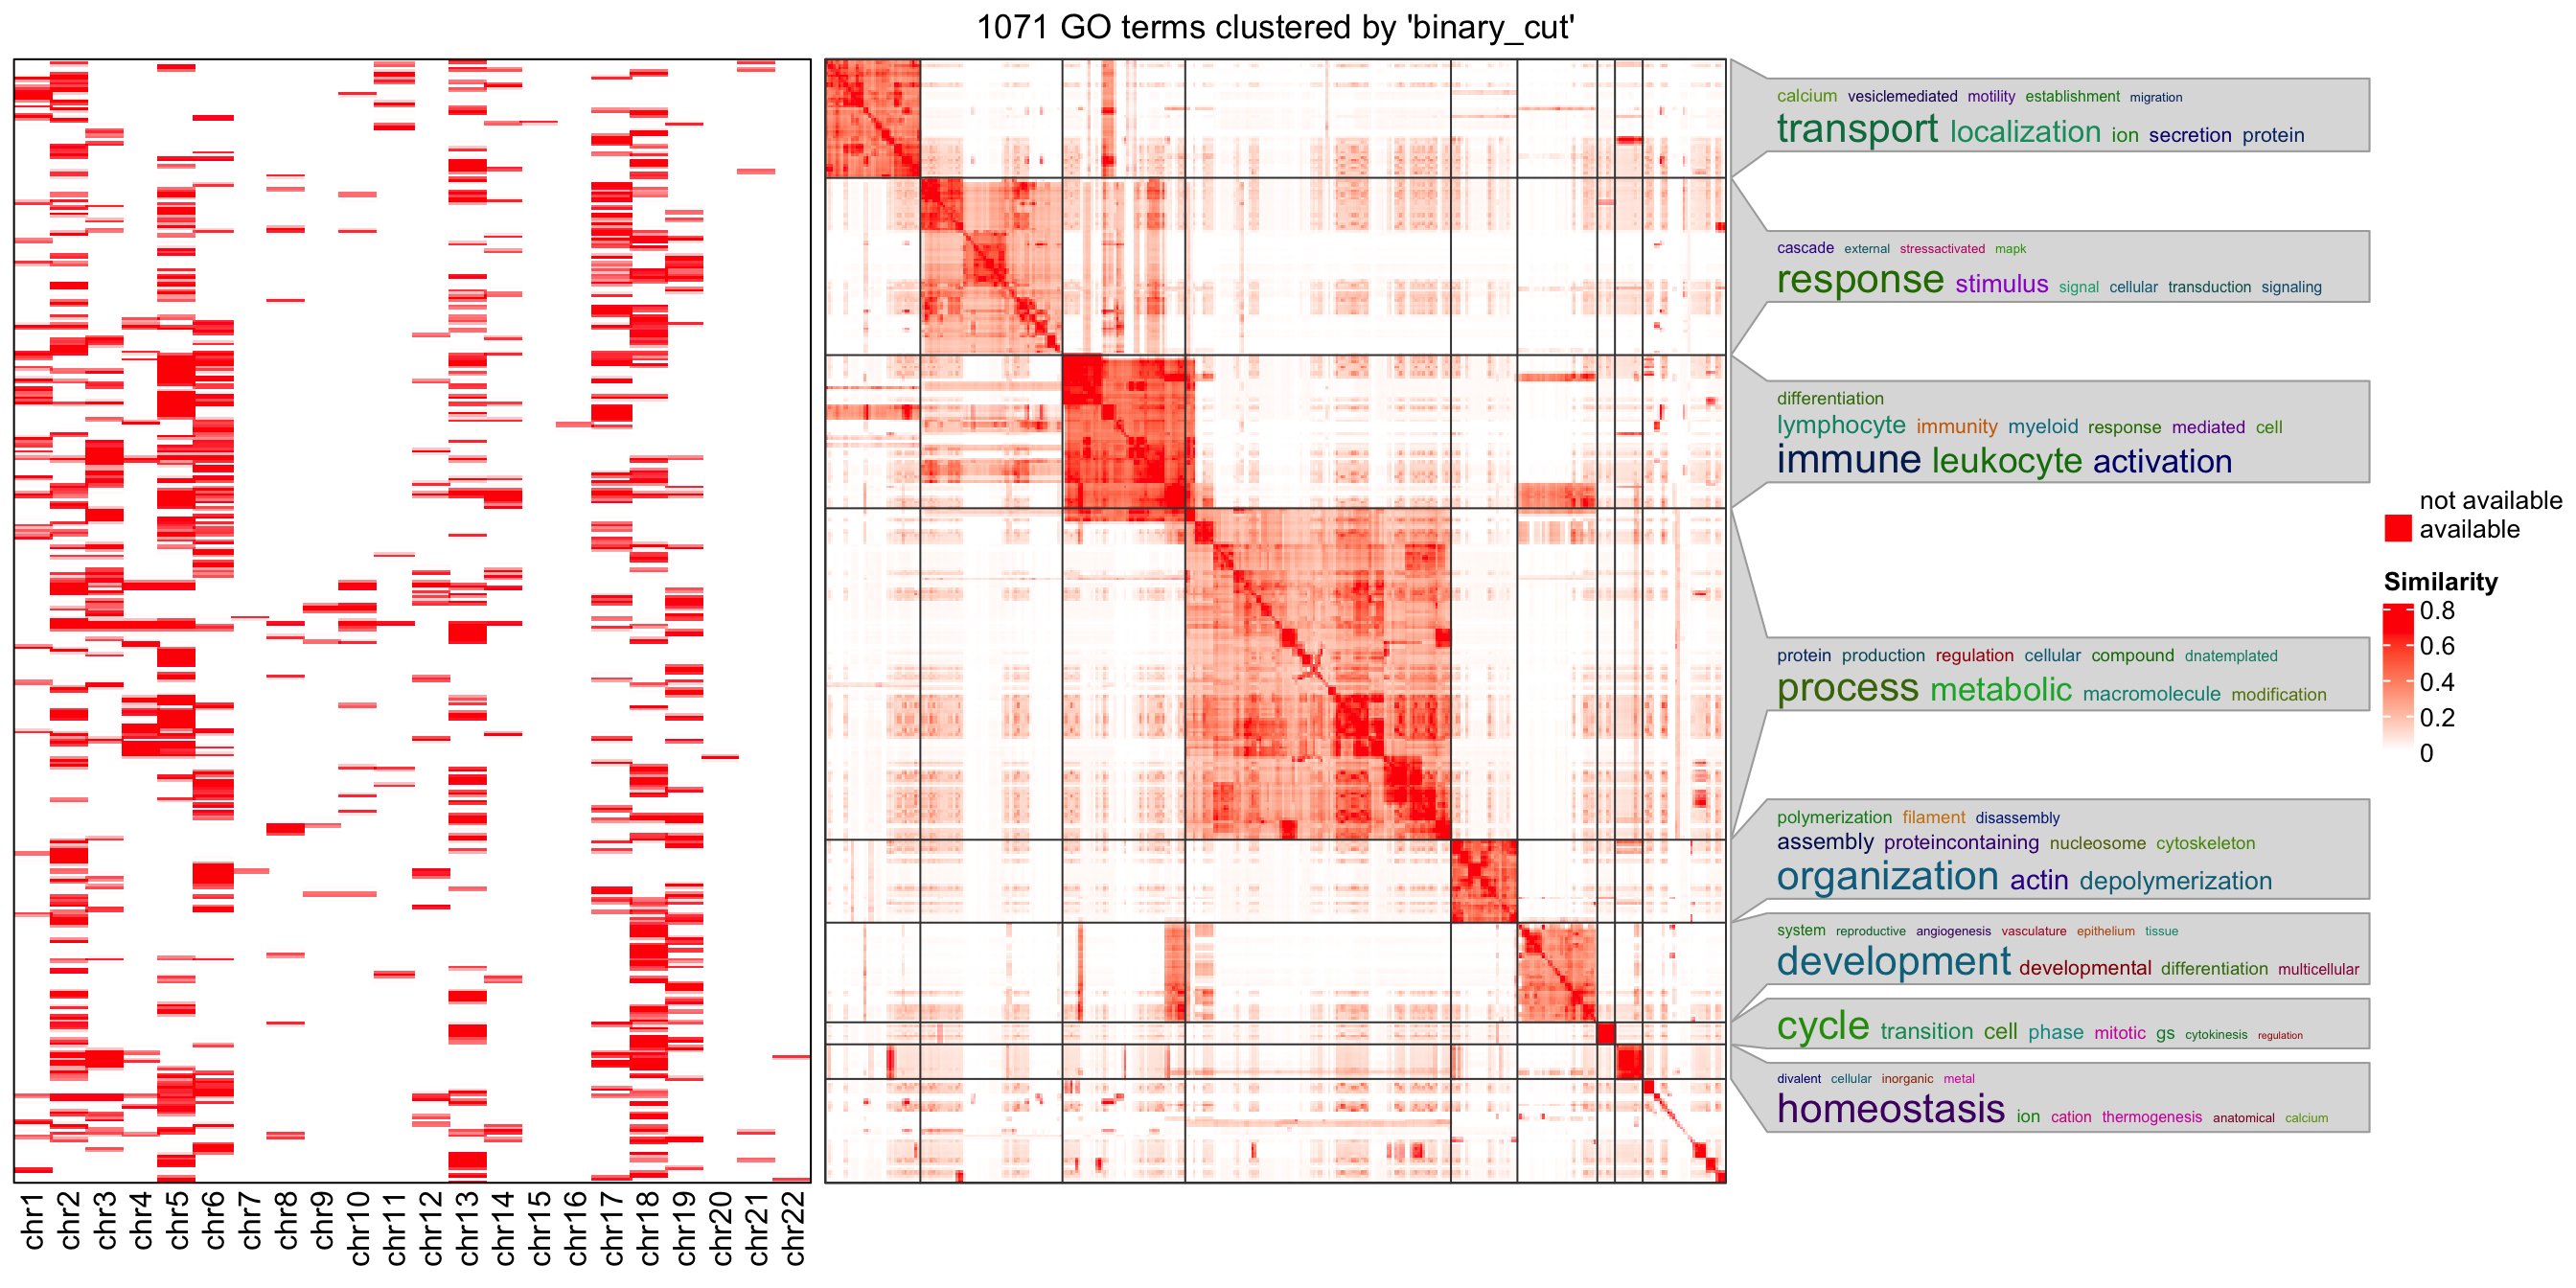 1071 GO terms clustered by 'binary_cut'
calcium vesiclemediated motility establishment migration
transport localization ion secretion protein
cascade external stressactivated mapk
response stimulus signal cellular transduction signaling
differentiation
lymphocyte immunity myeloid response mediated cell
immune leukocyte activation
protein production regulation cellular compound dnatemplated
process metabolic macromolecule modification
polymerization filament disassembly
assembly proteincontaining nucleosome cytoskeleton
organization actin depolymerization
system reproductive angiogenesis vasculature epithelium tissue
development developmental differentiation multicellular
cycle transition cell phase mitotic gs cytokinesis regulation
divalent cellular inorganic metal
homeostasis ion cation thermogenesis anatomical calcium
not available
available
Similarity
0.8
0.6
0.4
0.2
0
chr1 chr2 chr3 chr4 chr5 chr6 chr7 chr8 chr9 chr10 chr11 chr12 chr13 chr14 chr15 chr16 chr17 chr18 chr19 chr20 chr21 chr22